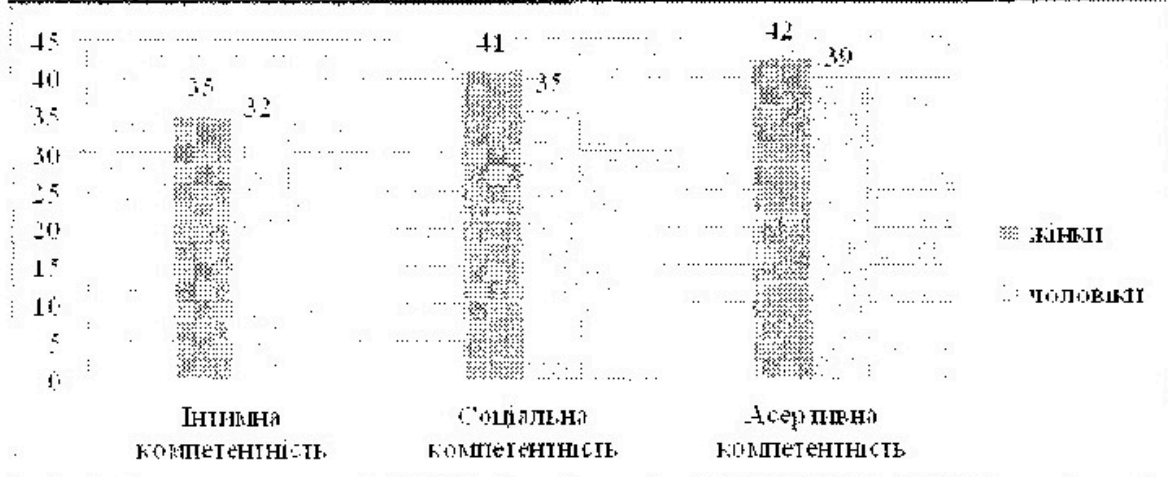 45
40
35
30
25
20
15
10
5
0
35
32
41
35
42
39
Інтимна
компетентність
Соціальна
компетентність
Асертивна
компетентність
жінки
чоловіки